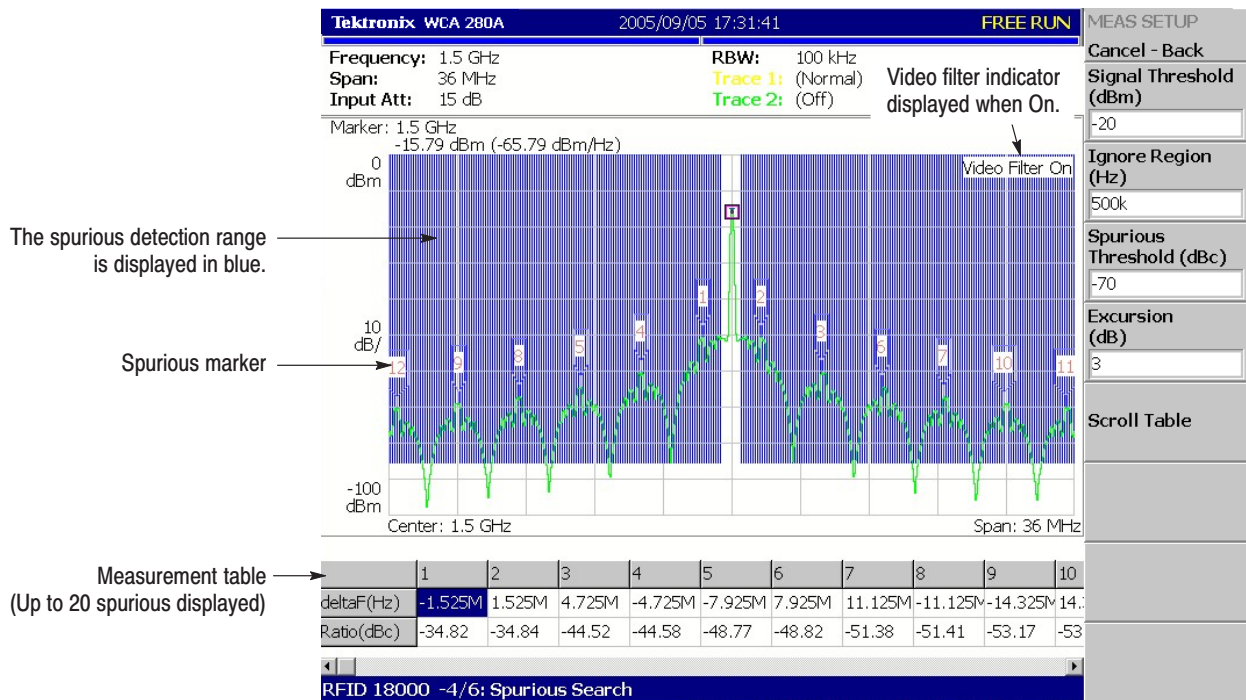 Tektronix WCA 280A 2005/09/05 17:31:41 FREE RUN
Frequency: 1.5 GHz RBW: 100 kHz
Span: 36 MHz Trace 1: (Normal)
Input Att: 15 dB Trace 2: (Off)
Video filter indicator
displayed when On.
Marker: 1.5 GHz
-15.79 dBm (-65.79 dBm/Hz)
0
dBm
Video Filter On
The spurious detection range
is displayed in blue.
1 2
10
dB/
4 3
5 6
8 7
Spurious marker
12 9 10 11
-100
dBm
Center: 1.5 GHz Span: 36 MHz
Measurement table
(Up to 20 spurious displayed)
1 2 3 4 5 6 7 8 9 10
deltaF(Hz) -1.525M 1.525M 4.725M -4.725M -7.925M 7.925M 11.125M -11.125M -14.325M 14.
Ratio(dBc) -34.82 -34.84 -44.52 -44.58 -48.77 -48.82 -51.38 -51.41 -53.17 -53
RFID 18000 -4/6: Spurious Search
MEAS SETUP
Cancel - Back
Signal Threshold
(dBm)
-20
Ignore Region
(Hz)
500k
Spurious
Threshold (dBc)
-70
Excursion
(dB)
3
Scroll Table